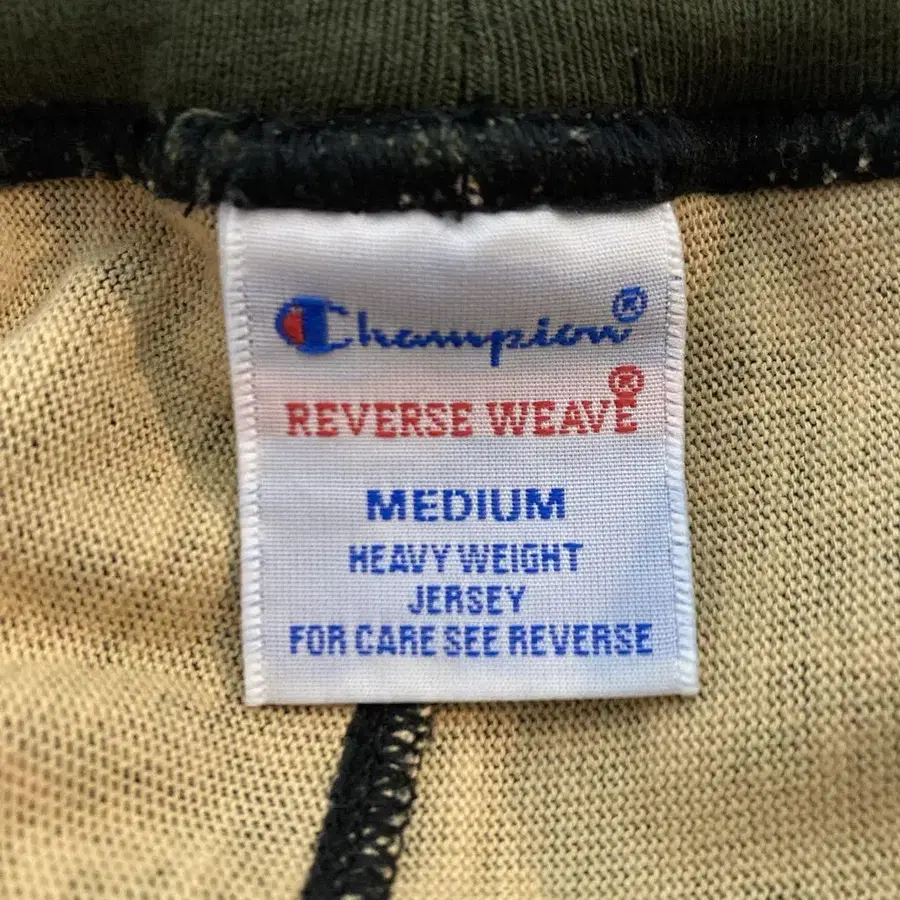 Champion®
REVERSE WEAVE®
MEDIUM
HEAVY WEIGHT
JERSEY
FOR CARE SEE REVERSE